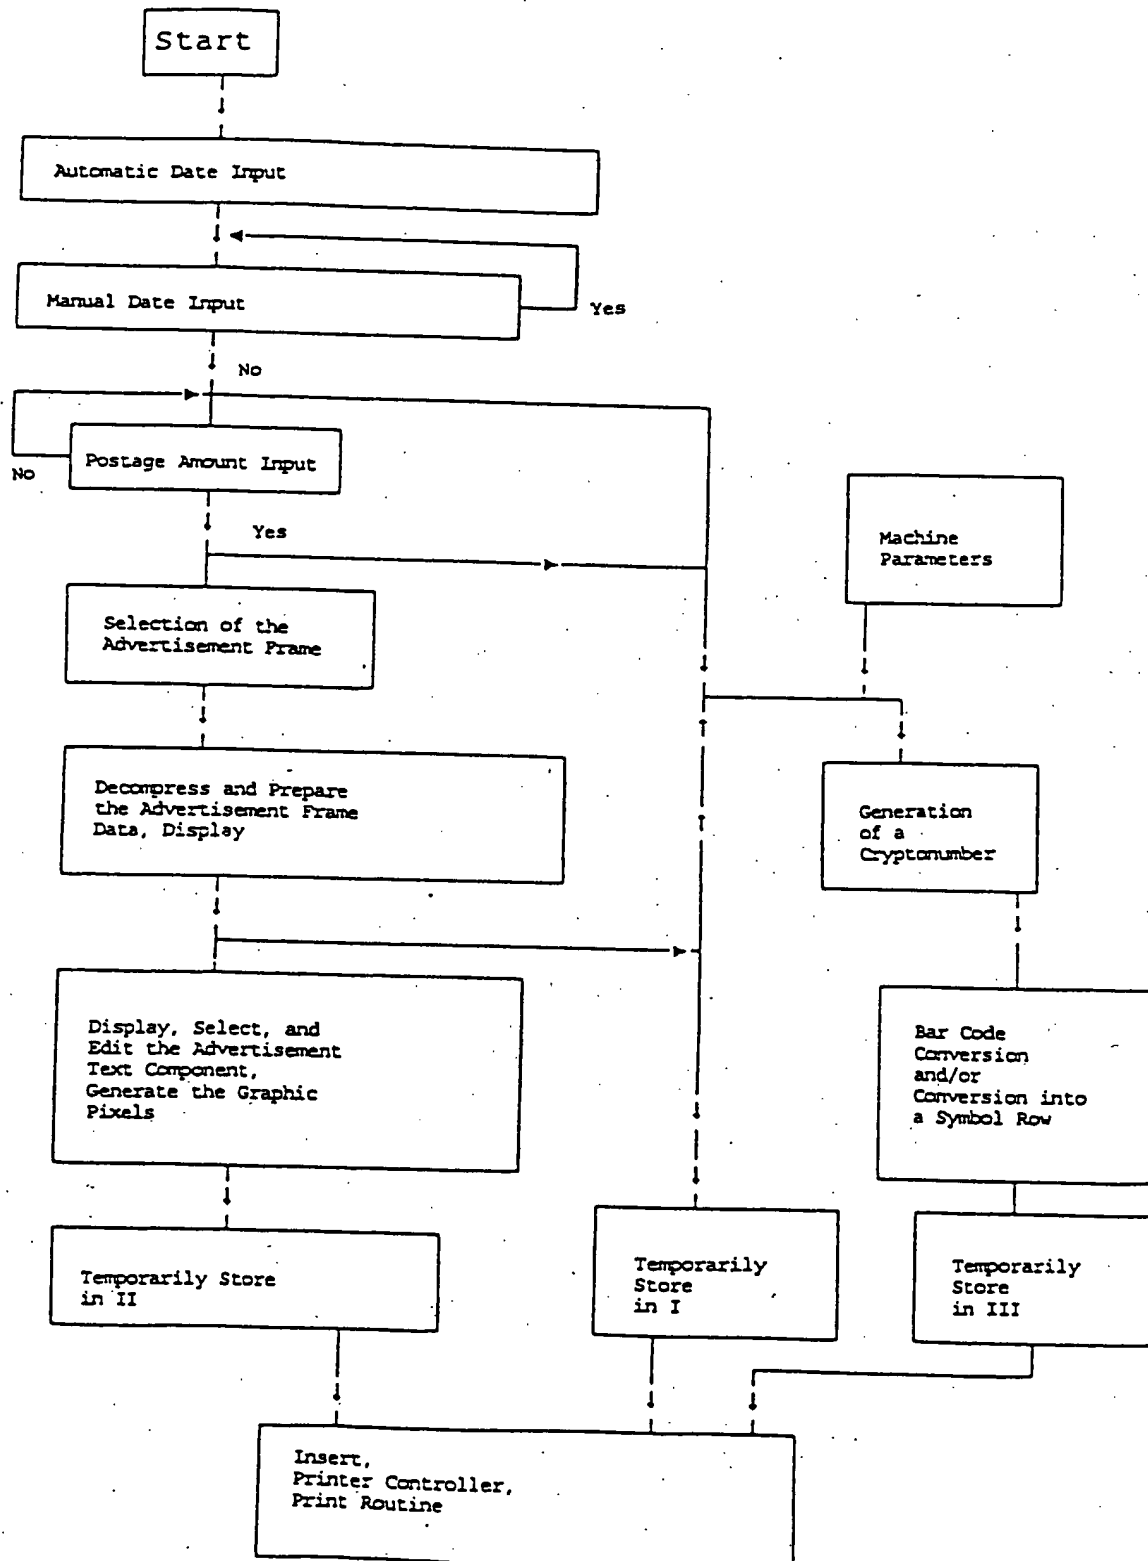 Start
Automatic Date Input
Manual Date Input
Yes
No
Postage Amount Input
No
Yes
Machine
Parameters
Selection of the
Advertisement Frame
Decompress and Prepare
the Advertisement Frame
Data, Display
Generation
of a
Cryptonumber
Display, Select, and
Edit the Advertisement
Text Component,
Generate the Graphic
Pixels
Bar Code
Conversion
and/or
Conversion into
a Symbol Row
Temporarily Store
in II
Temporarily
Store
in I
Temporarily
Store
in III
Insert,
Printer Controller,
Print Routine